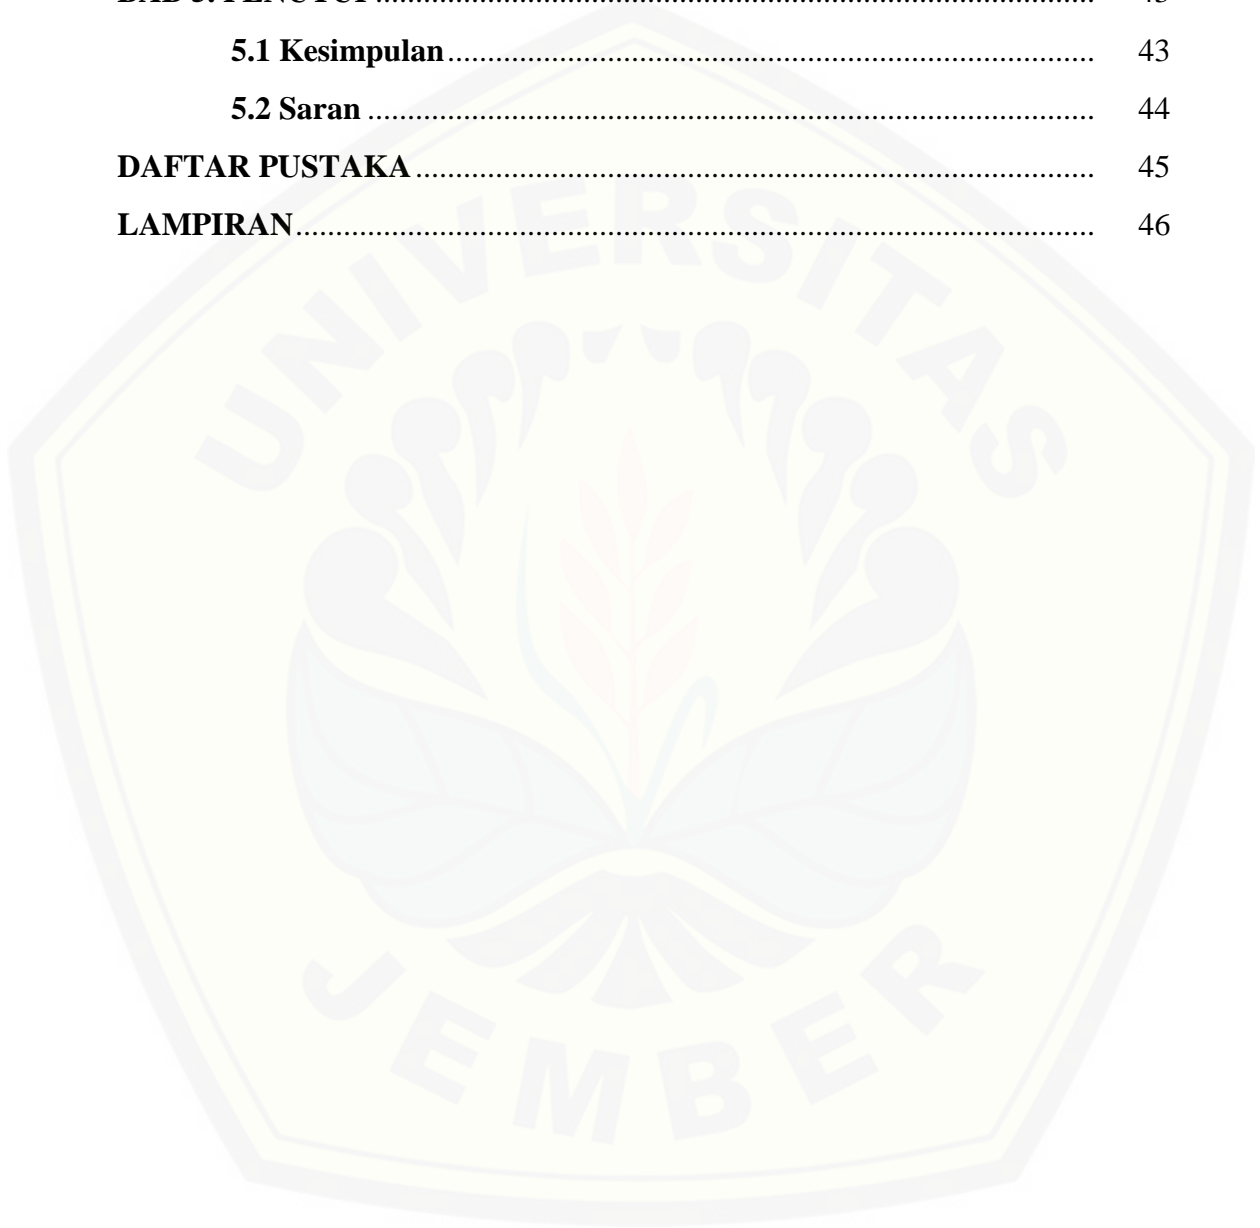 5.1 Kesimpulan........................................................................... 43
5.2 Saran........................................................................... 44
DAFTAR PUSTAKA........................................................................... 45
LAMPIRAN........................................................................... 46
UNIVERSITAS
JEMBER